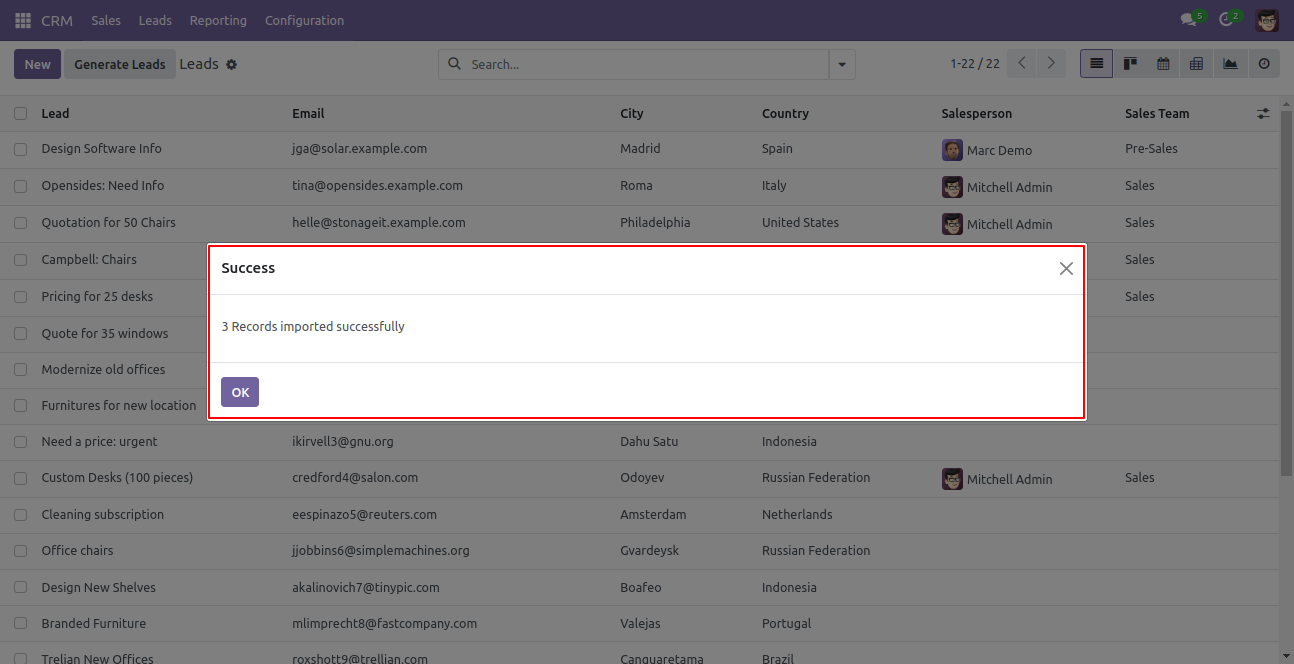 CRM Sales Leads Reporting Configuration 5 2
New Generate Leads Leads Search... 1-22 / 22
Lead Email City Country Salesperson Sales Team
Design Software Info jga@solar.example.com Madrid Spain Marc Demo Pre-Sales
Opensides: Need Info tina@opensides.example.com Roma Italy Mitchell Admin Sales
Quotation for 50 Chairs helle@stonageit.example.com Philadelphia United States Mitchell Admin Sales
Campbell: Chairs Sales
Pricing for 25 desks Sales
Quote for 35 windows
Modernize old offices
Furnitures for new location
Success
3 Records imported successfully
OK
Need a price: urgent ikirvell3@gnu.org Dahu Satu Indonesia
Custom Desks (100 pieces) credford4@salon.com Odoyev Russian Federation Mitchell Admin Sales
Cleaning subscription eespinazo5@reuters.com Amsterdam Netherlands
Office chairs jjobbins6@simplemachines.org Gvardeysk Russian Federation
Design New Shelves akalinovich7@tinypic.com Boafeo Indonesia
Branded Furniture mlimprecht8@fastcompany.com Valejas Portugal
Trelian New Offices roxshott9@trellian.com Canguaretama Brazil